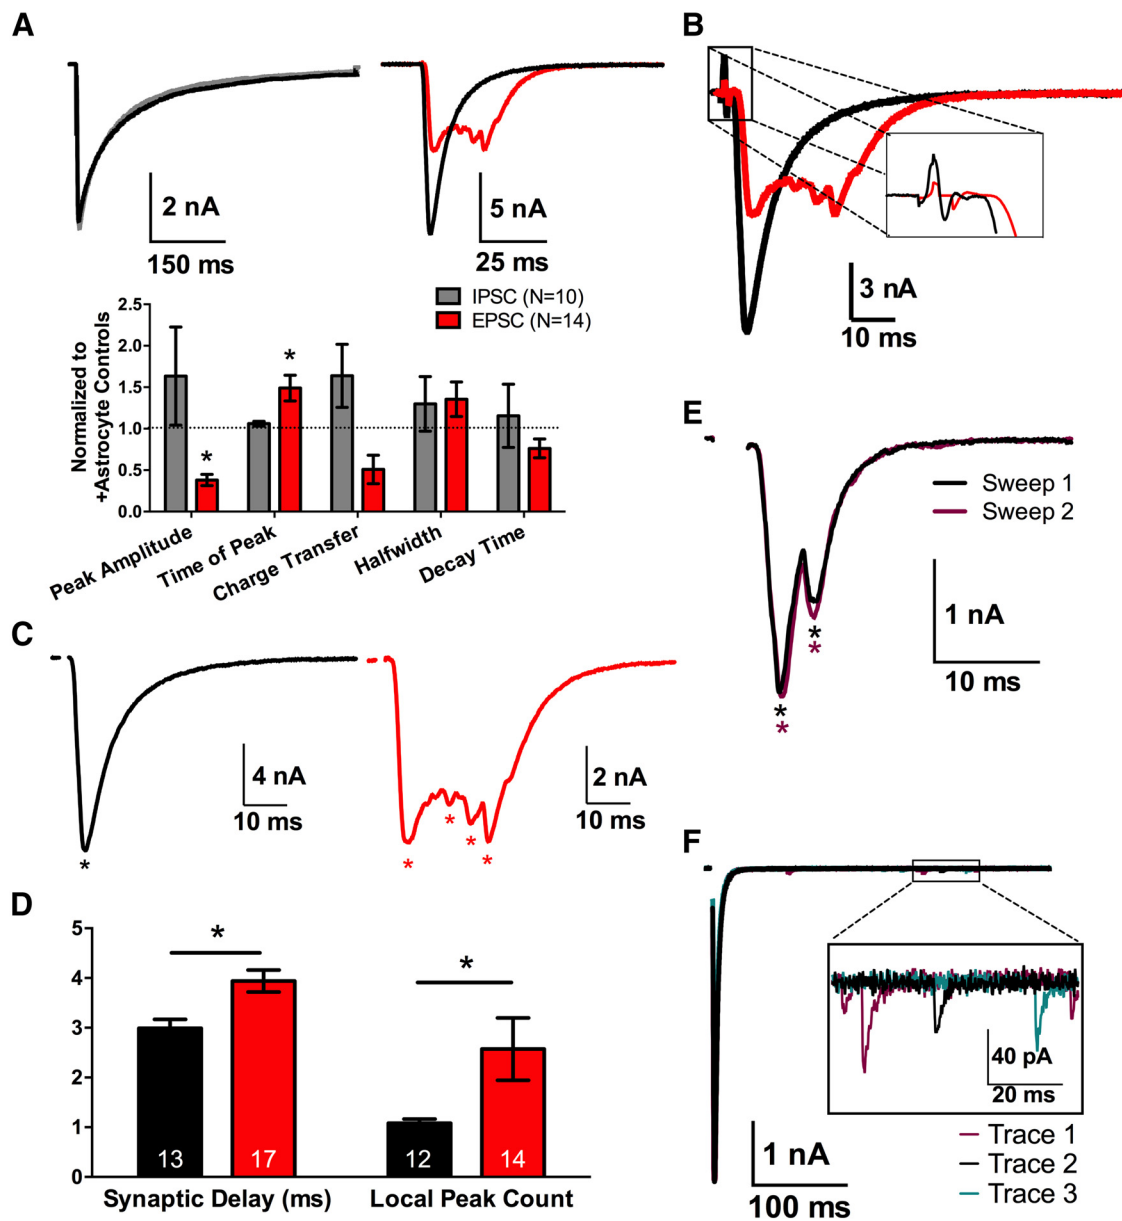 A
2 nA
150 ms
5 nA
25 ms
IPSC (N=10)
EPSC (N=14)
Normalized to
+Astrocyte Controls
2.5
2.0
1.5
1.0
0.5
0.0
*
*
Peak Amplitude
Time of Peak
Charge Transfer
Halfwidth
Decay Time
B
3 nA
10 ms
C
4 nA
10 ms
*
2 nA
10 ms
*
*
*
*
D
5
4
3
2
1
0
*
*
13
17
12
14
Synaptic Delay (ms)
Local Peak Count
E
Sweep 1
Sweep 2
1 nA
10 ms
*
*
*
*
F
40 pA
20 ms
1 nA
100 ms
Trace 1
Trace 2
Trace 3